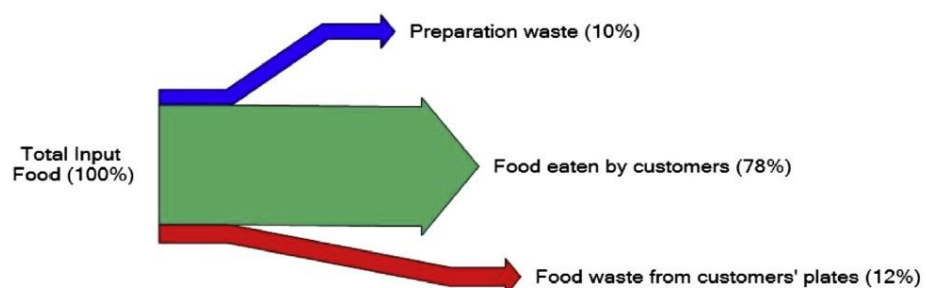 Preparation waste (10%)
Total Input
Food (100%)
Food eaten by customers (78%)
Food waste from customers' plates (12%)